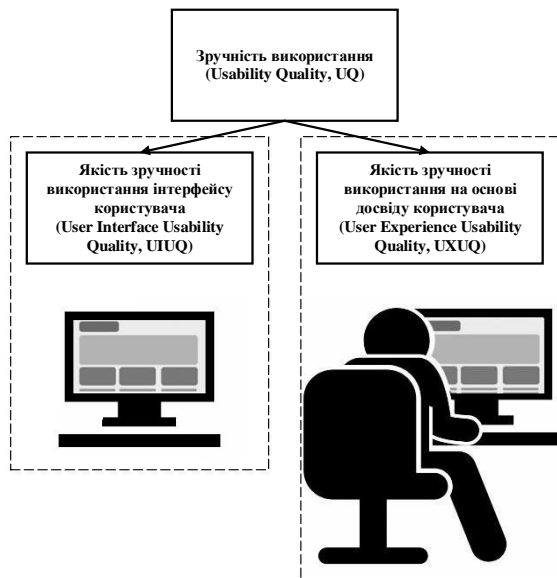 Зручність використання
(Usability Quality, UQ)
Якість зручності
використання інтерфейсу
користувача
(User Interface Usability
Quality, UIUQ)
Якість зручності
використання на основі
досвіду користувача
(User Experience Usability
Quality, UXUQ)